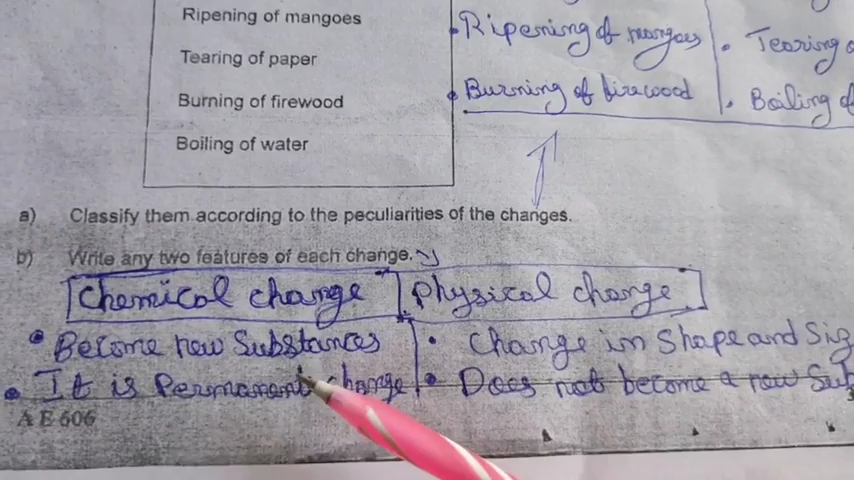 Ripening of mangoes
Tearing of paper
Burning of firewood
Boiling of water
• Ripening of mangoes
• Burning of firewood
• Tearing
• Boiling of
a) Classify them according to the peculiarities of the changes.
b) Write any two features of each change.
Chemical change
Physical change
• Become new Substances
• It is Permanent change
• Change in Shape and Siz
• Does not become a new Sub
A E 606